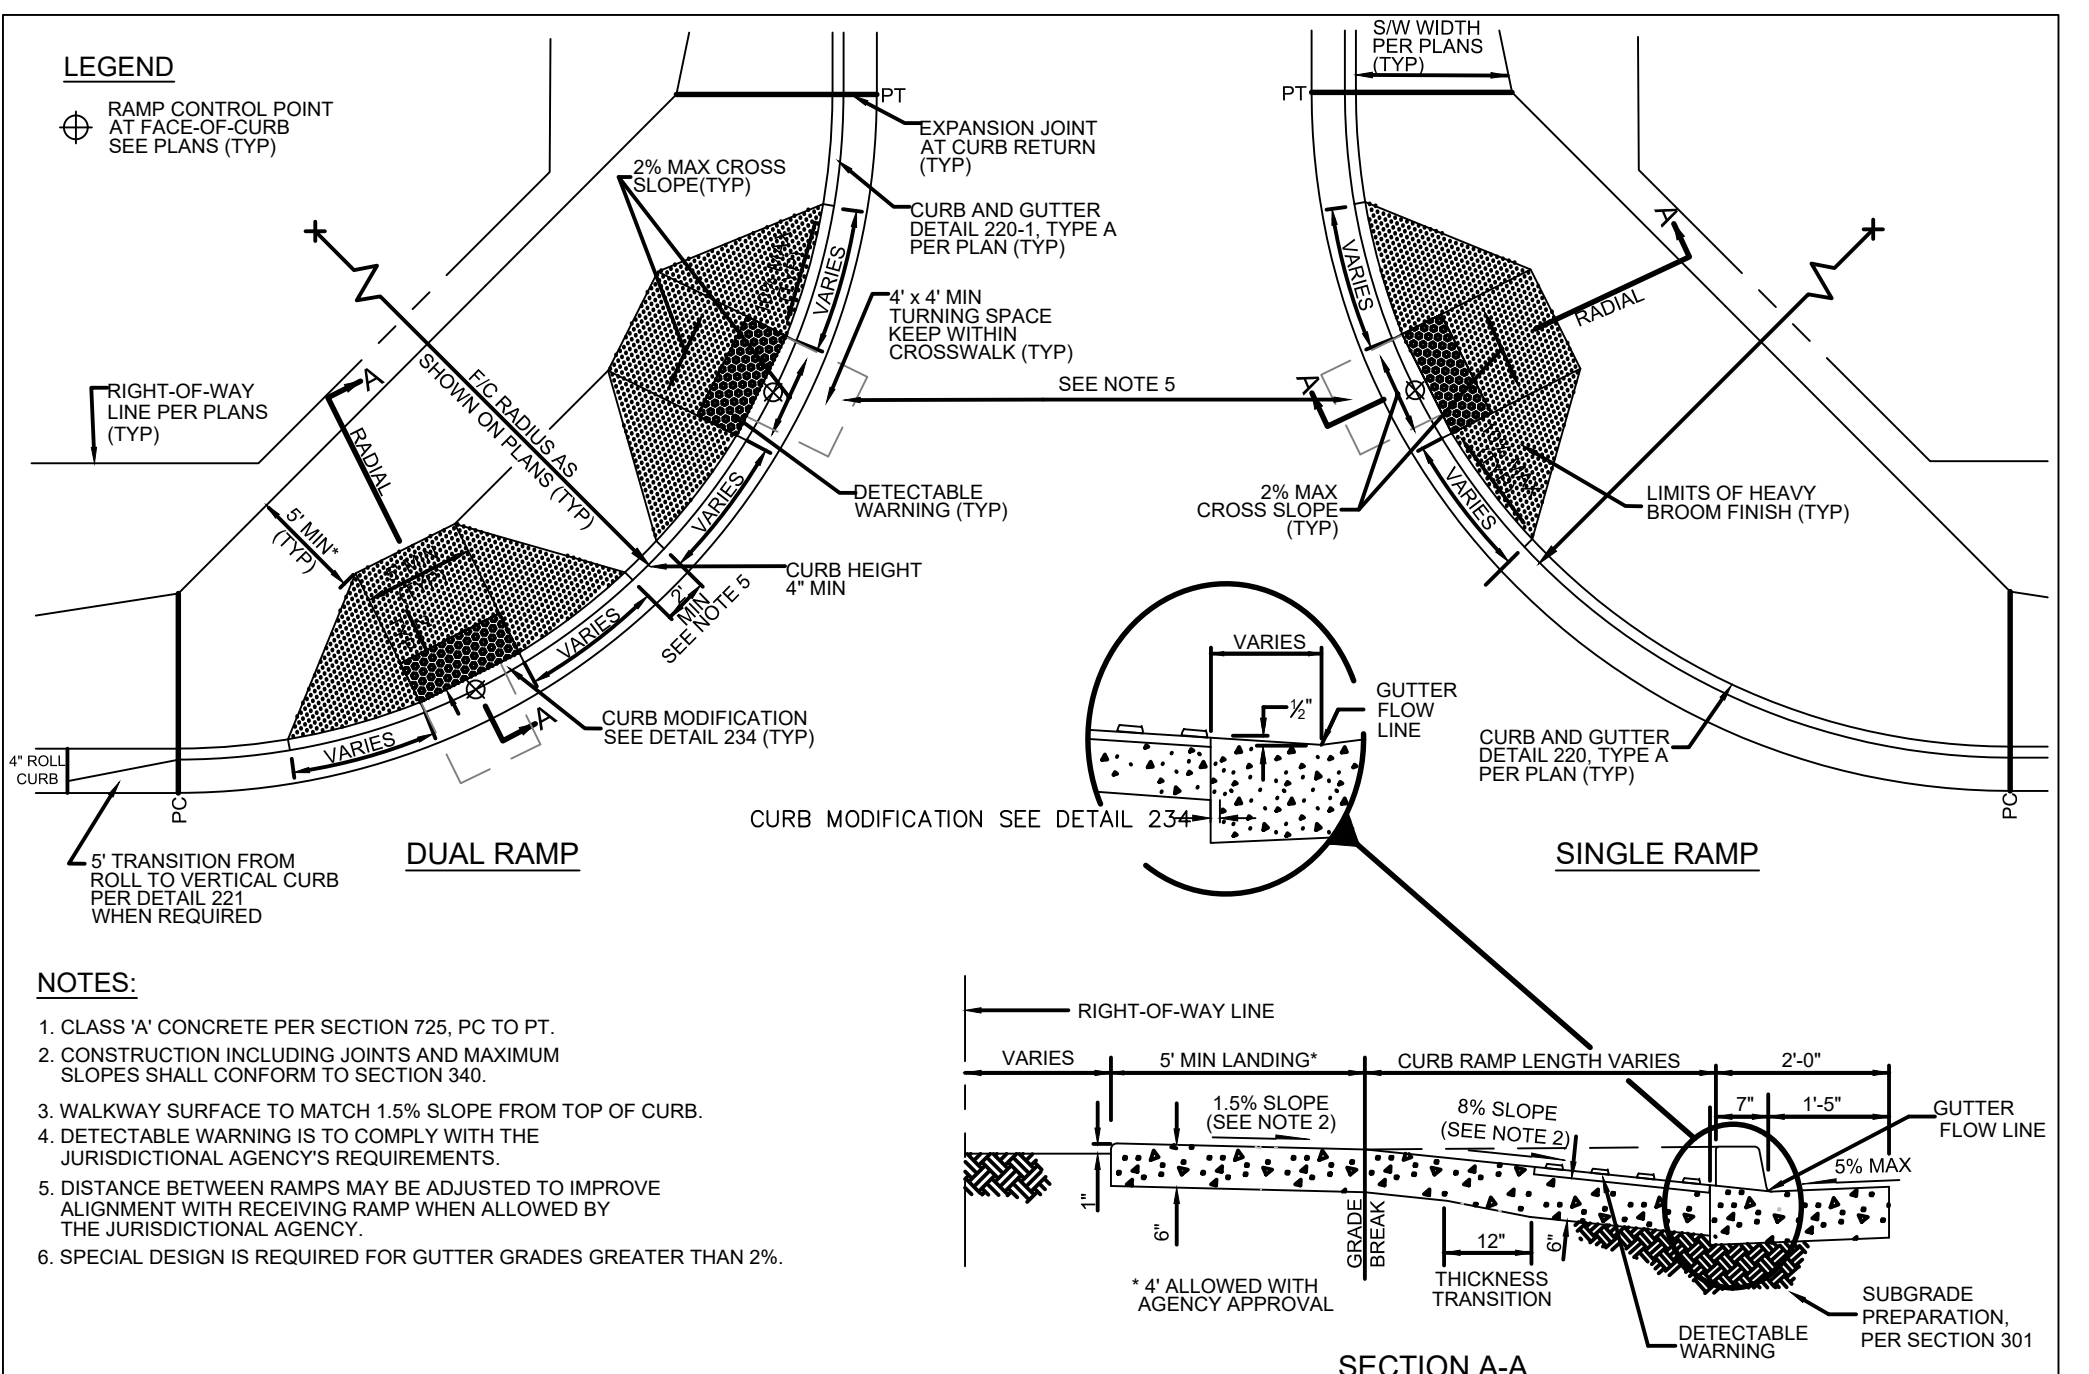 LEGEND
RAMP CONTROL POINT
AT FACE-OF-CURB
SEE PLANS (TYP)
2% MAX CROSS
SLOPE(TYP)
PT
EXPANSION JOINT
AT CURB RETURN
(TYP)
CURB AND GUTTER
DETAIL 220-1, TYPE A
PER PLAN (TYP)
VARIES
4' x 4' MIN
TURNING SPACE
KEEP WITHIN
CROSSWALK (TYP)
SEE NOTE 5
RIGHT-OF-WAY
LINE PER PLANS
(TYP)
A
RADIAL
F/C RADIUS AS
SHOWN ON PLANS (TYP)
5' MIN*
(TYP)
5' MIN
DETECTABLE
WARNING (TYP)
VARIES
CURB HEIGHT
4" MIN
2'
MIN
SEE NOTE 5
VARIES
A
CURB MODIFICATION
SEE DETAIL 234 (TYP)
VARIES
4" ROLL
CURB
PC
5' TRANSITION FROM
ROLL TO VERTICAL CURB
PER DETAIL 221
WHEN REQUIRED
DUAL RAMP
S/W WIDTH
PER PLANS
(TYP)
PT
A
VARIES
RADIAL
A
2% MAX
CROSS SLOPE
(TYP)
VARIES
LIMITS OF HEAVY
BROOM FINISH (TYP)
CURB AND GUTTER
DETAIL 220, TYPE A
PER PLAN (TYP)
PC
SINGLE RAMP
VARIES
½"
GUTTER
FLOW
LINE
CURB MODIFICATION SEE DETAIL 234
NOTES:
1. CLASS 'A' CONCRETE PER SECTION 725, PC TO PT.
2. CONSTRUCTION INCLUDING JOINTS AND MAXIMUM
SLOPES SHALL CONFORM TO SECTION 340.
3. WALKWAY SURFACE TO MATCH 1.5% SLOPE FROM TOP OF CURB.
4. DETECTABLE WARNING IS TO COMPLY WITH THE
JURISDICTIONAL AGENCY'S REQUIREMENTS.
5. DISTANCE BETWEEN RAMPS MAY BE ADJUSTED TO IMPROVE
ALIGNMENT WITH RECEIVING RAMP WHEN ALLOWED BY
THE JURISDICTIONAL AGENCY.
6. SPECIAL DESIGN IS REQUIRED FOR GUTTER GRADES GREATER THAN 2%.
RIGHT-OF-WAY LINE
VARIES
5' MIN LANDING*
CURB RAMP LENGTH VARIES
2'-0"
1.5% SLOPE
(SEE NOTE 2)
8% SLOPE
(SEE NOTE 2)
7"
1'-5"
GUTTER
FLOW LINE
5% MAX
1"
6"
GRADE
BREAK
12"
6"
THICKNESS
TRANSITION
* 4' ALLOWED WITH
AGENCY APPROVAL
DETECTABLE
WARNING
SUBGRADE
PREPARATION,
PER SECTION 301
SECTION A-A